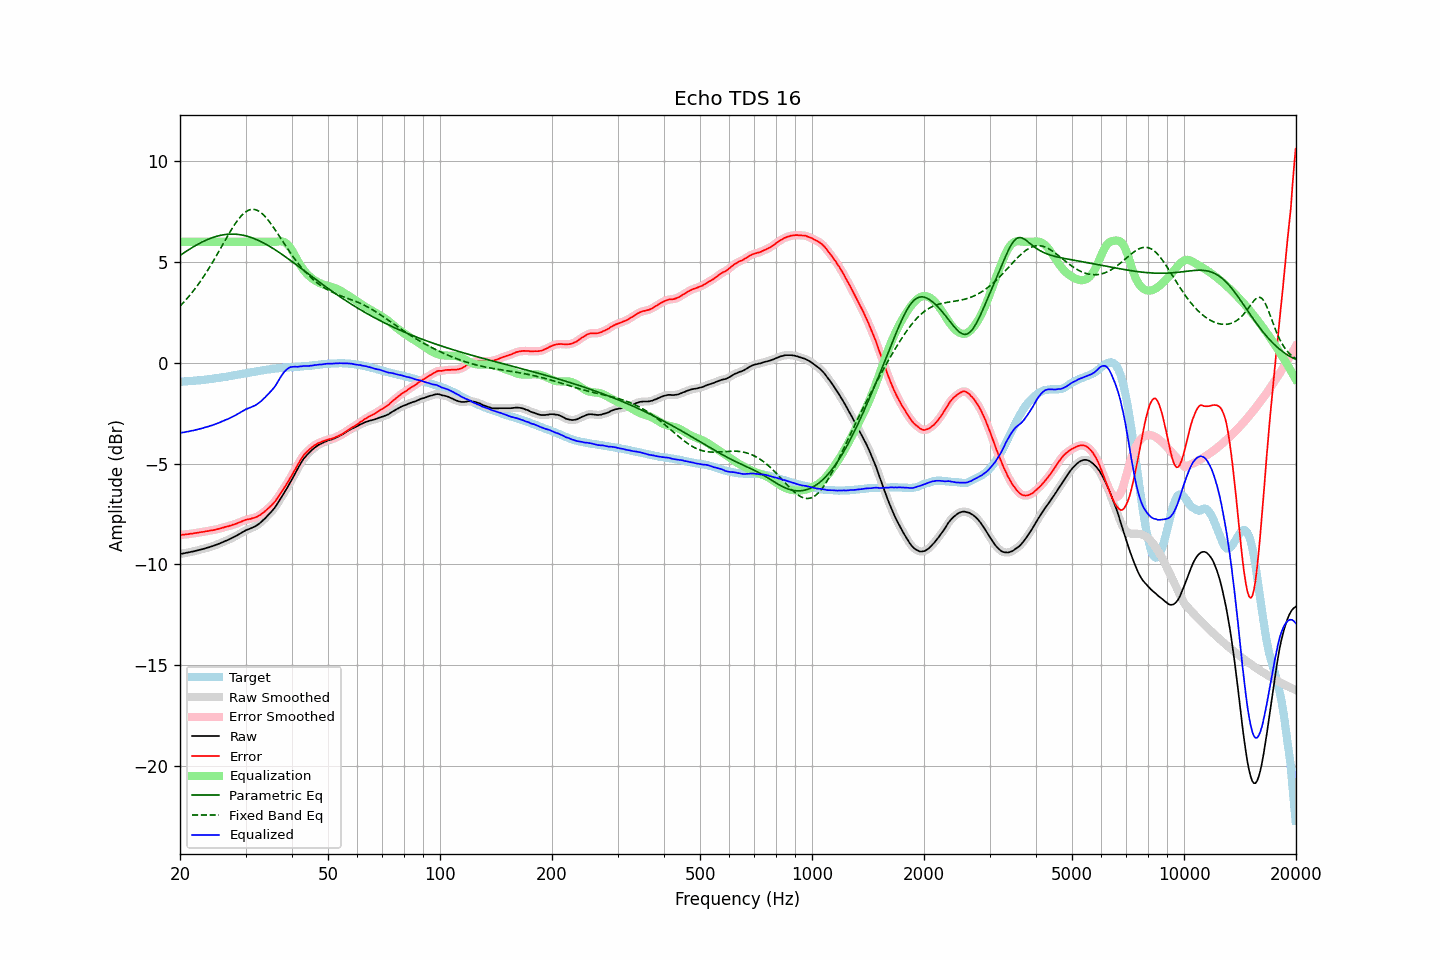 Echo TDS 16
Amplitude (dBr)
10
5
0
−5
−10
−15
−20
Target
Raw Smoothed
Error Smoothed
Raw
Error
Equalization
Parametric Eq
Fixed Band Eq
Equalized
20 50 100 200 500 1000 2000 5000 10000 20000
Frequency (Hz)